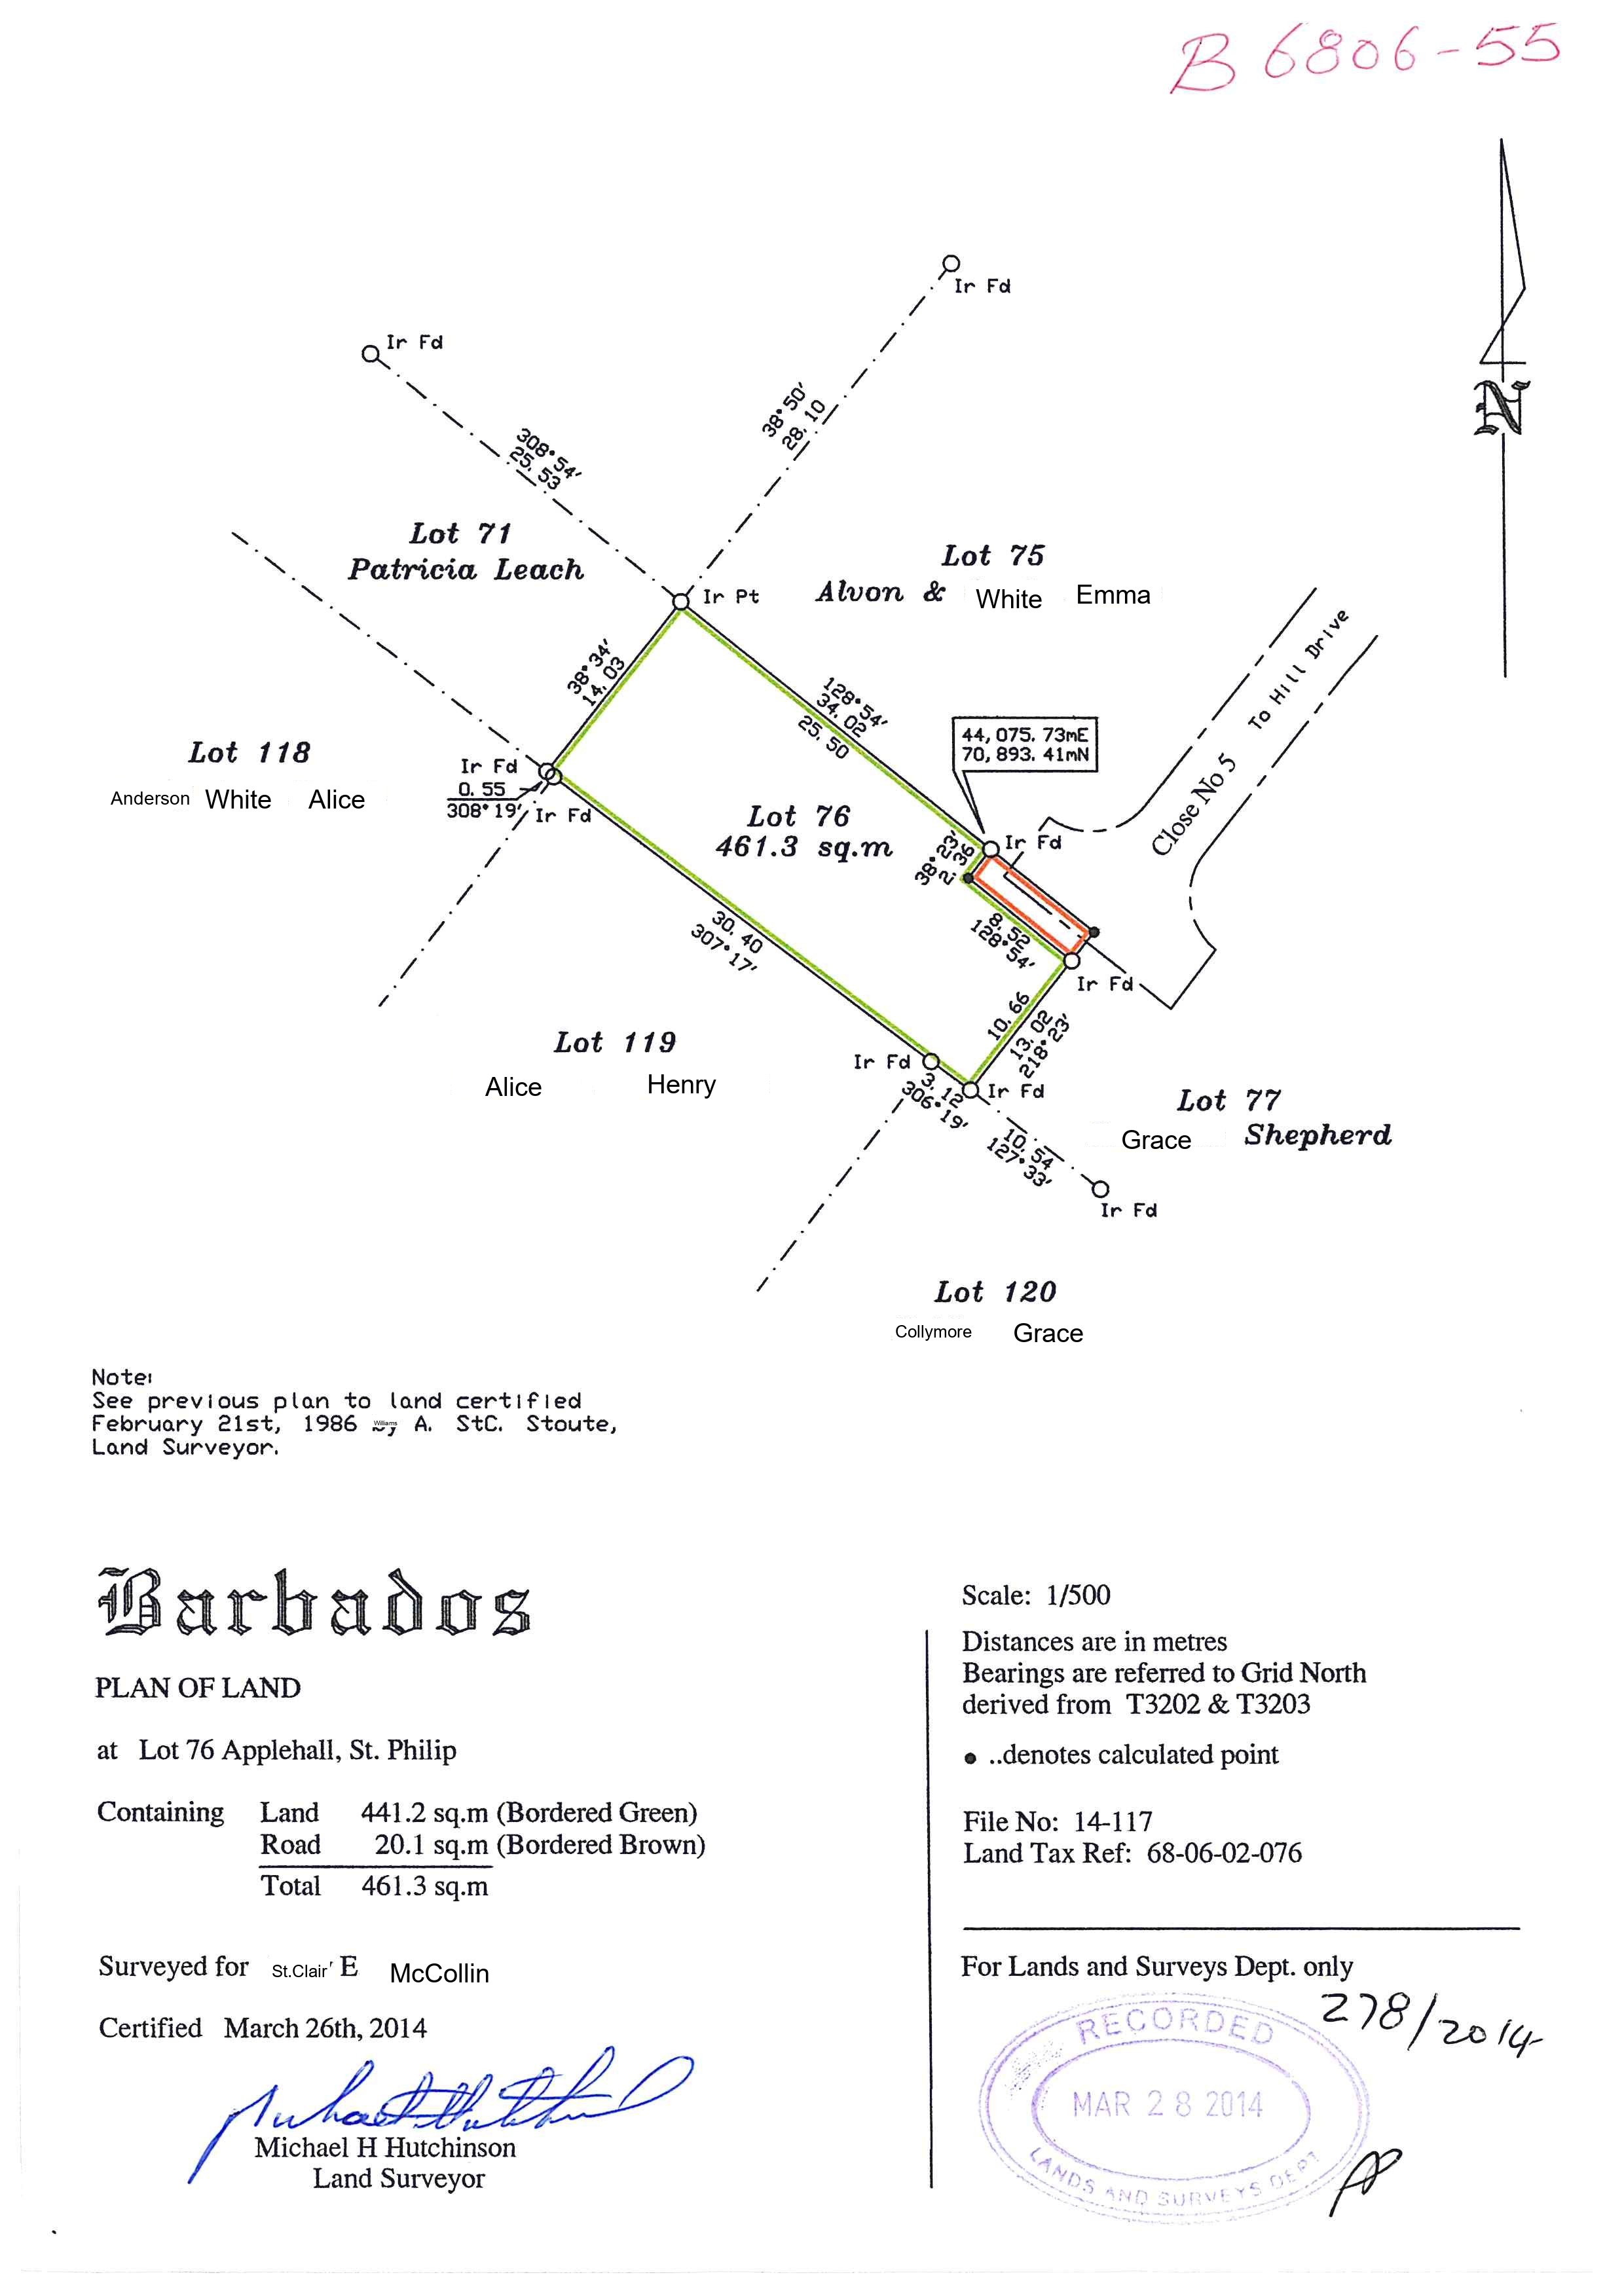 B 6806-55
Ir Fd
Ir Fd
38°50'
28.10
308°54'
25.53
Lot 71
Patricia Leach
Lot 75
Alvon & White Emma
Ir Pt
To Hill Drive
Close No 5
38°34'
14.03
128°54'
34.02
25.50
44,075.73mE
70,893.41mN
Lot 118
Anderson White Alice
Ir Fd
0.55
308°19'
Ir Fd
Lot 76
461.3 sq.m
Ir Fd
38°23'
2.36
8.52
128°54'
30.40
307°17'
Ir Fd
10.66
13.02
218°23'
Lot 119
Alice Henry
Ir Fd
3.12
306°19'
Ir Fd
Lot 77
Grace Shepherd
10.54
127°33'
Ir Fd
Lot 120
Collymore Grace
Note:
See previous plan to land certified
February 21st, 1986 Williams A. StC. Stoute,
Land Surveyor.
Barbados
PLAN OF LAND
at Lot 76 Applehall, St. Philip
Containing Land 441.2 sq.m (Bordered Green)
Road 20.1 sq.m (Bordered Brown)
Total 461.3 sq.m
Surveyed for St.Clair E McCollin
Certified March 26th, 2014
Michael H Hutchinson
Land Surveyor
Scale: 1/500
Distances are in metres
Bearings are referred to Grid North
derived from T3202 & T3203
● ..denotes calculated point
File No: 14-117
Land Tax Ref: 68-06-02-076
For Lands and Surveys Dept. only
278/2014
RECORDED
MAR 28 2014
LANDS AND SURVEYS DEPT
N